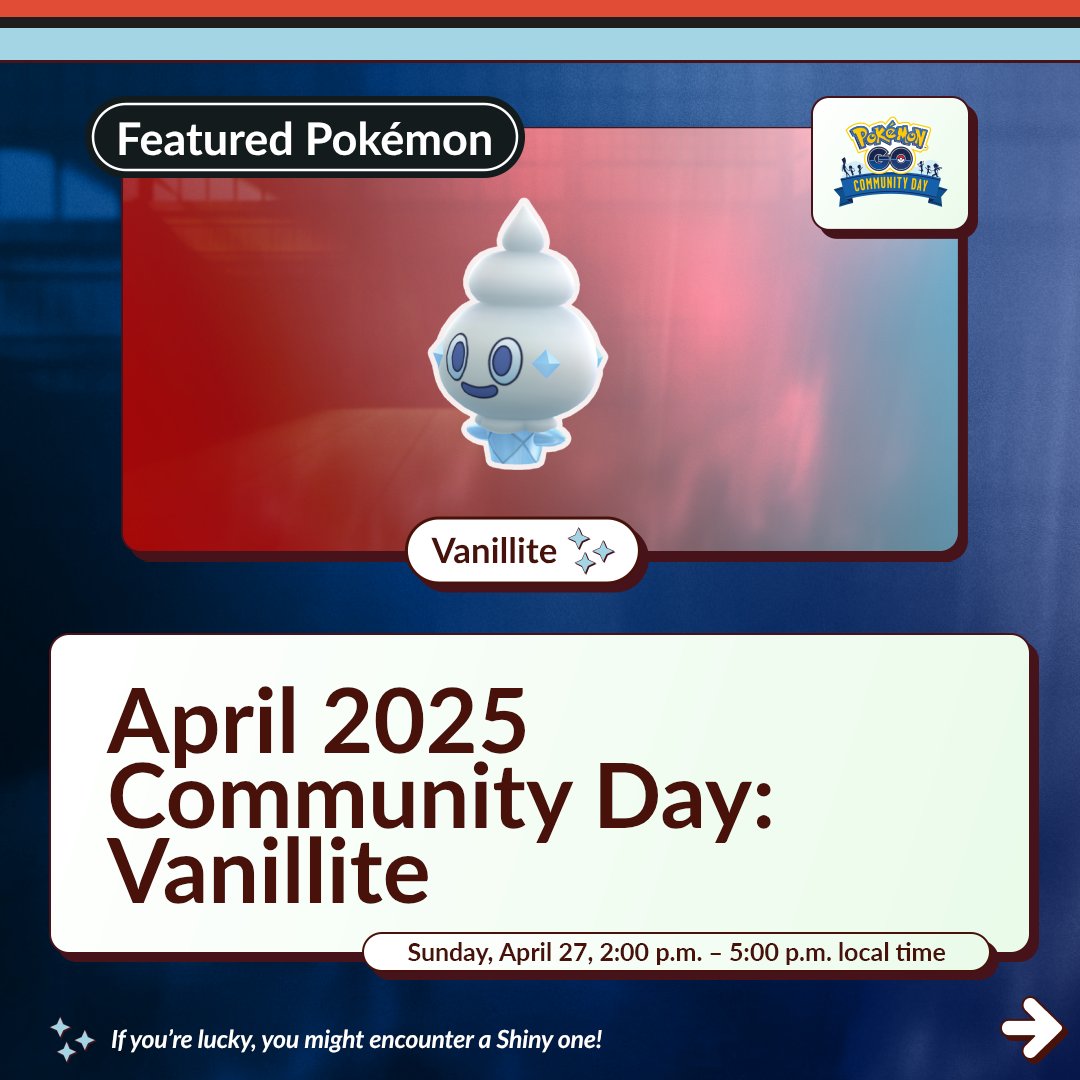 Featured Pokémon
POKéMON
GO
COMMUNITY DAY
Vanillite
April 2025
Community Day:
Vanillite
Sunday, April 27, 2:00 p.m. – 5:00 p.m. local time
If you’re lucky, you might encounter a Shiny one!